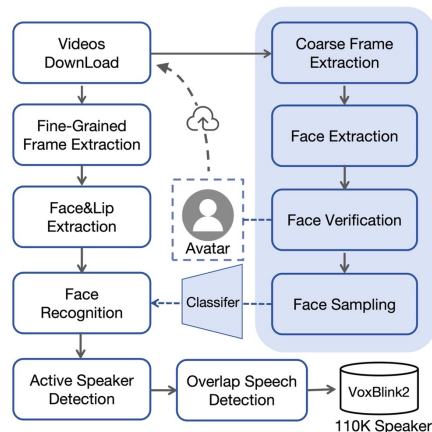 Videos
DownLoad
Coarse Frame
Extraction
Fine-Grained
Frame Extraction
Face Extraction
Face&Lip
Extraction
Avatar
Face Verification
Face
Recognition
Classifer
Face Sampling
Active Speaker
Detection
Overlap Speech
Detection
VoxBlink2
110K Speaker